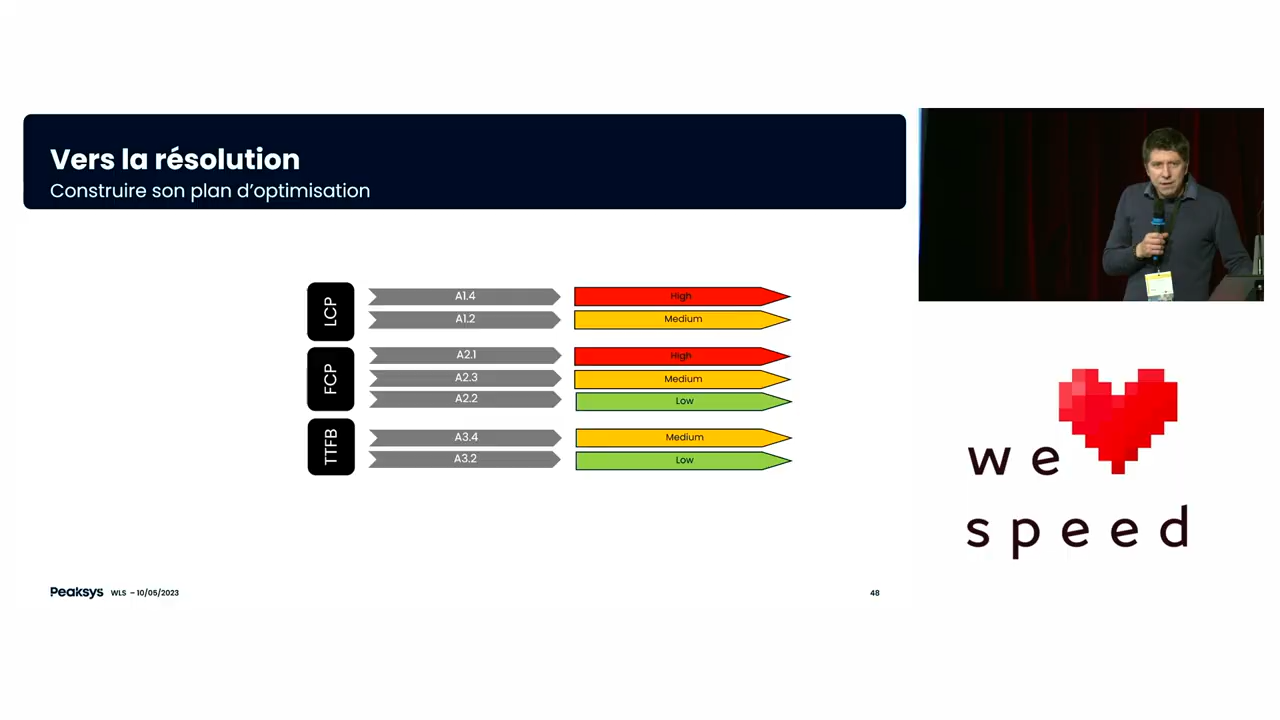 Vers la résolution
Construire son plan d'optimisation
LCP
A1.4
High
A1.2
Medium
FCP
A2.1
High
A2.3
Medium
A2.2
Low
TTFB
A3.4
Medium
A3.2
Low
we
speed
Peaksys WLS – 10/05/2023
48